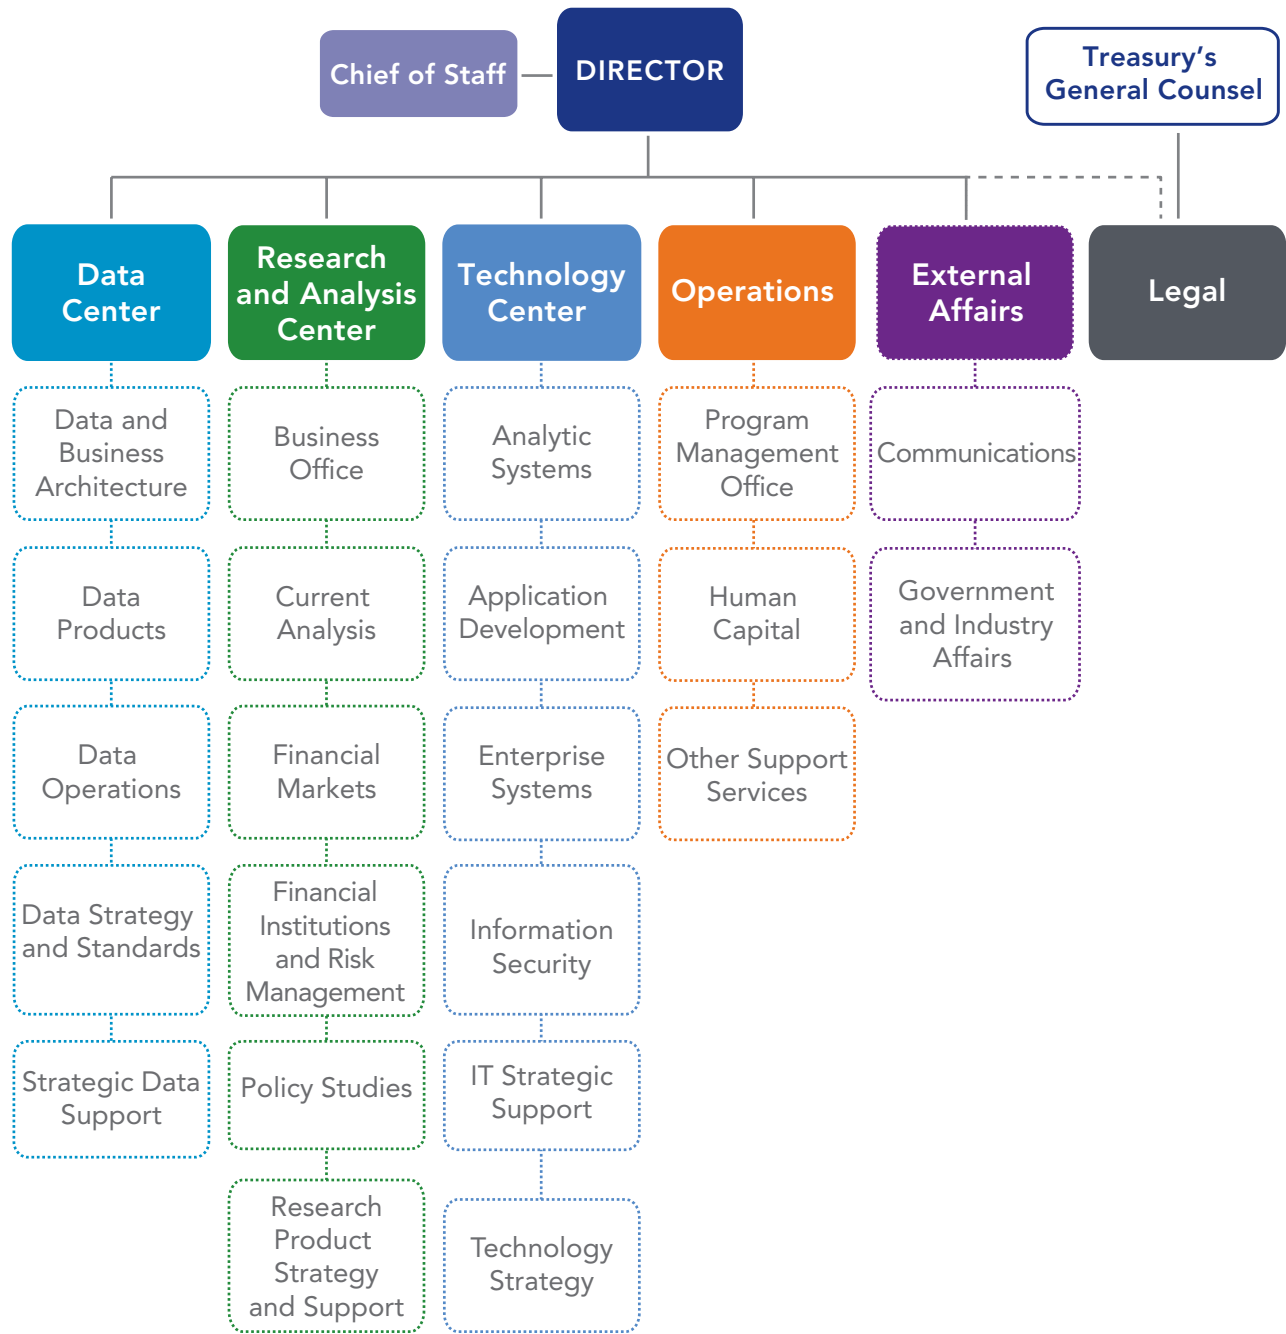 Chief of Staff
DIRECTOR
Treasury's
General Counsel
Data
Center
Research
and Analysis
Center
Technology
Center
Operations
External
Affairs
Legal
Data and
Business
Architecture
Data
Products
Data
Operations
Data Strategy
and Standards
Strategic Data
Support
Business
Office
Current
Analysis
Financial
Markets
Financial
Institutions
and Risk
Management
Policy Studies
Research
Product
Strategy
and Support
Analytic
Systems
Application
Development
Enterprise
Systems
Information
Security
IT Strategic
Support
Technology
Strategy
Program
Management
Office
Human
Capital
Other Support
Services
Communications
Government
and Industry
Affairs